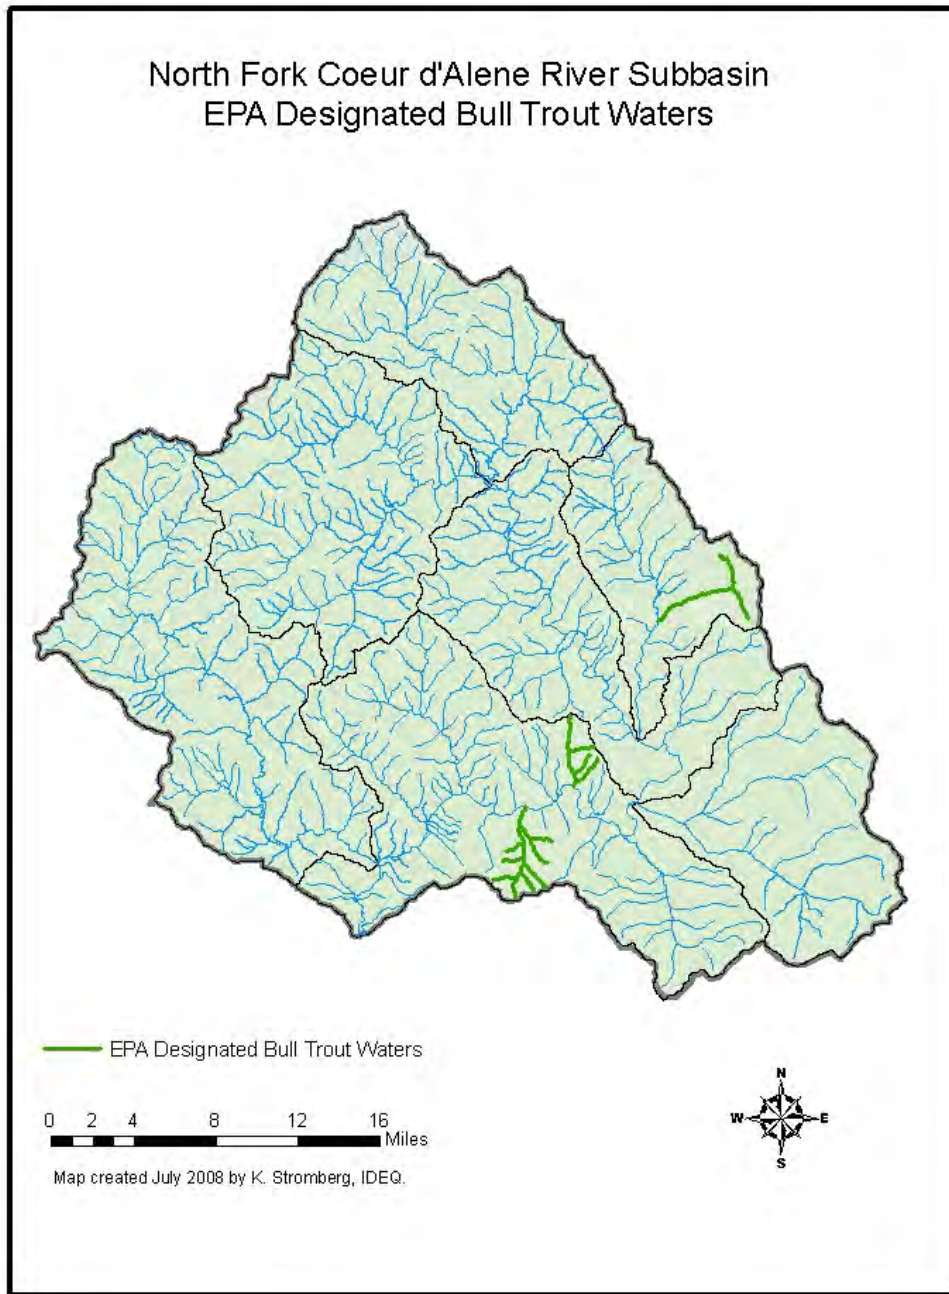 North Fork Coeur d'Alene River Subbasin
EPA Designated Bull Trout Waters
EPA Designated Bull Trout Waters
0 2 4 8 12 16
Miles
Map created July 2008 by K. Stromberg, IDEQ.
N
W E
S